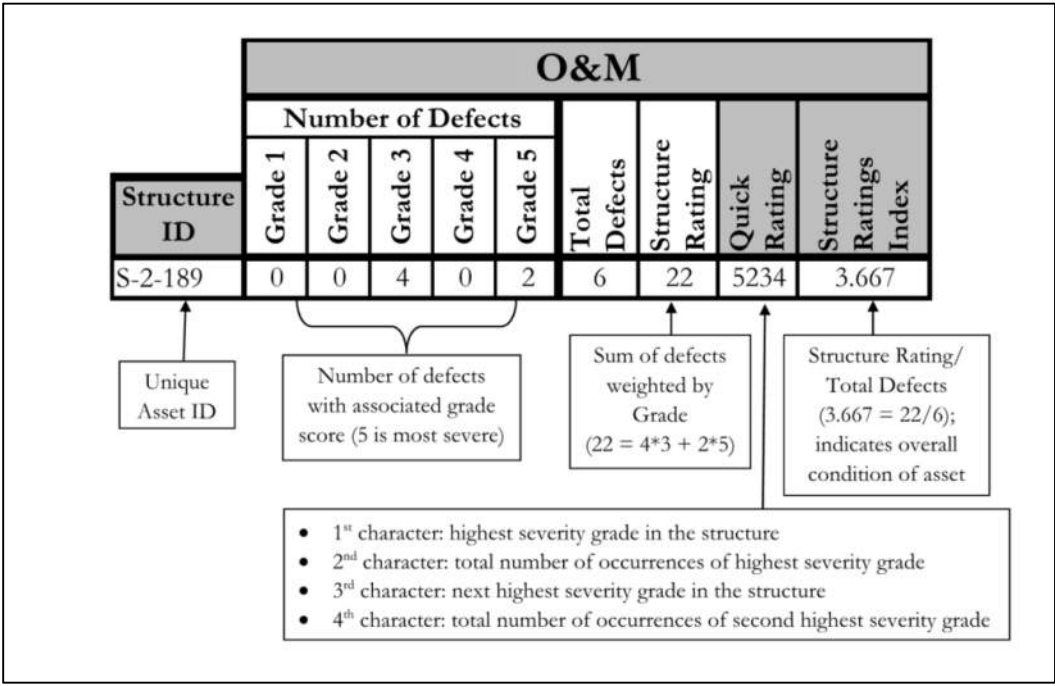 O&M
Number of Defects
Structure
ID
Grade 1
Grade 2
Grade 3
Grade 4
Grade 5
Total
Defects
Structure
Rating
Quick
Rating
Structure
Ratings
Index
S-2-189 0 0 4 0 2 6 22 5234 3.667
Unique
Asset ID
Number of defects
with associated grade
score (5 is most severe)
Sum of defects
weighted by
Grade
(22 = 4*3 + 2*5)
Structure Rating/
Total Defects
(3.667 = 22/6);
indicates overall
condition of asset
• 1st character: highest severity grade in the structure
• 2nd character: total number of occurrences of highest severity grade
• 3rd character: next highest severity grade in the structure
• 4th character: total number of occurrences of second highest severity grade